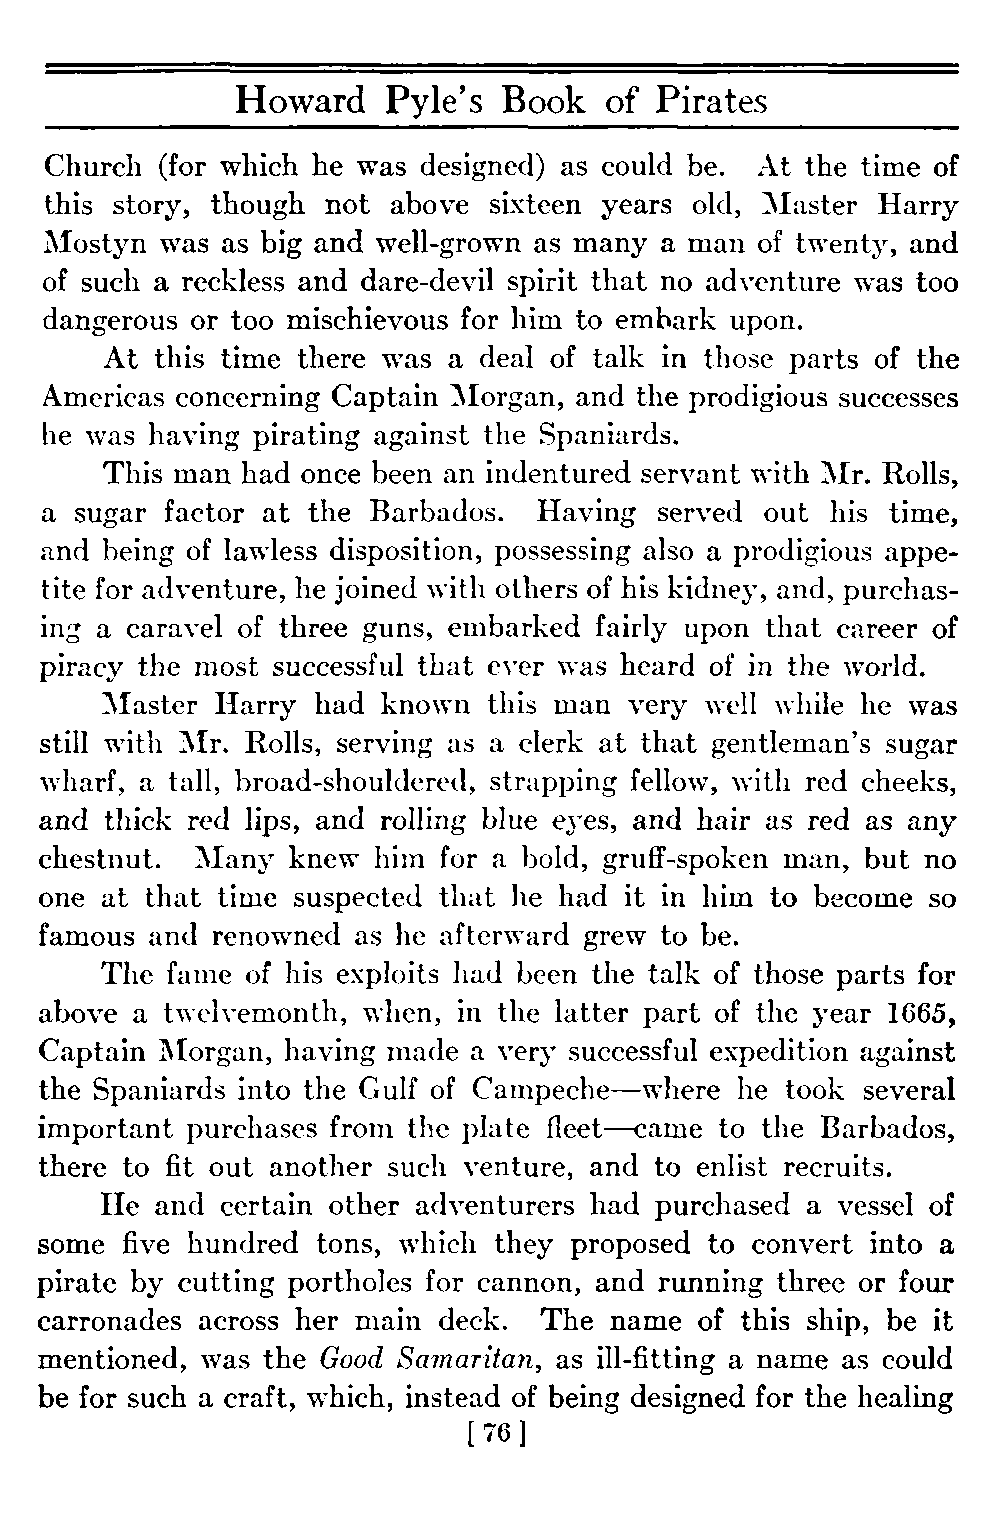 Howard Pyle's Book of Pirates
Church (for which he was designed) as could be. At the time of
this story, though not above sixteen years old, Master Harry
Mostyn was as big and well-grown as many a man of twenty, and
of such a reckless and dare-devil spirit that no adventure was too
dangerous or too mischievous for him to embark upon.
At this time there was a deal of talk in those parts of the
Americas concerning Captain Morgan, and the prodigious successes
he was having pirating against the Spaniards.
This man had once been an indentured servant with Mr. Rolls,
a sugar factor at the Barbados. Having served out his time,
and being of lawless disposition, possessing also a prodigious appe-
tite for adventure, he joined with others of his kidney, and, purchas-
ing a caravel of three guns, embarked fairly upon that career of
piracy the most successful that ever was heard of in the world.
Master Harry had known this man very well while he was
still with Mr. Rolls, serving as a clerk at that gentleman's sugar
wharf, a tall, broad-shouldered, strapping fellow, with red cheeks,
and thick red lips, and rolling blue eyes, and hair as red as any
chestnut. Many knew him for a bold, gruff-spoken man, but no
one at that time suspected that he had it in him to become so
famous and renowned as he afterward grew to be.
The fame of his exploits had been the talk of those parts for
above a twelvemonth, when, in the latter part of the year 1665,
Captain Morgan, having made a very successful expedition against
the Spaniards into the Gulf of Campeche—where he took several
important purchases from the plate fleet—came to the Barbados,
there to fit out another such venture, and to enlist recruits.
He and certain other adventurers had purchased a vessel of
some five hundred tons, which they proposed to convert into a
pirate by cutting portholes for cannon, and running three or four
carronades across her main deck. The name of this ship, be it
mentioned, was the Good Samaritan, as ill-fitting a name as could
be for such a craft, which, instead of being designed for the healing
[ 76 ]